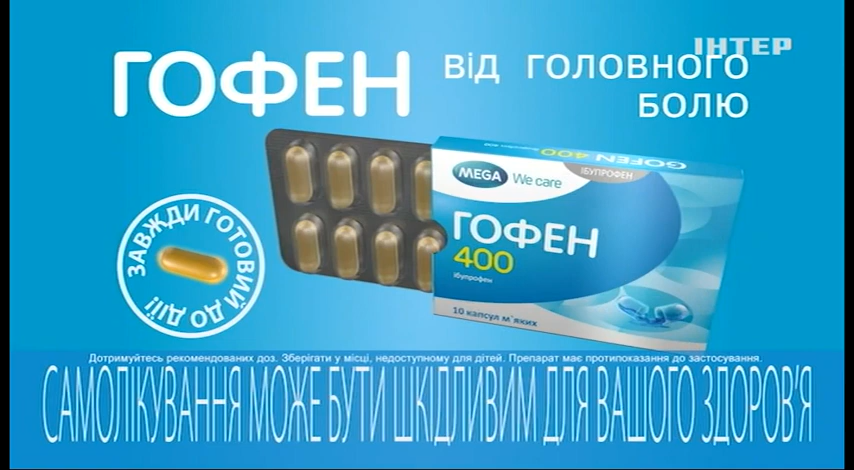 ІНТЕР
ГОФЕН
від головного
болю
GOFEN 400
ІБУПРОФЕН
MEGA We care
ГОФЕН
400
ібупрофен
10 капсул м'яких
ЗАВЖДИ ГОТОВИЙ ДО ДІЇ!
Дотримуйтесь рекомендованих доз. Зберігати у місці, недоступному для дітей. Препарат має протипоказання до застосування.
САМОЛІКУВАННЯ МОЖЕ БУТИ ШКІДЛИВИМ ДЛЯ ВАШОГО ЗДОРОВ'Я